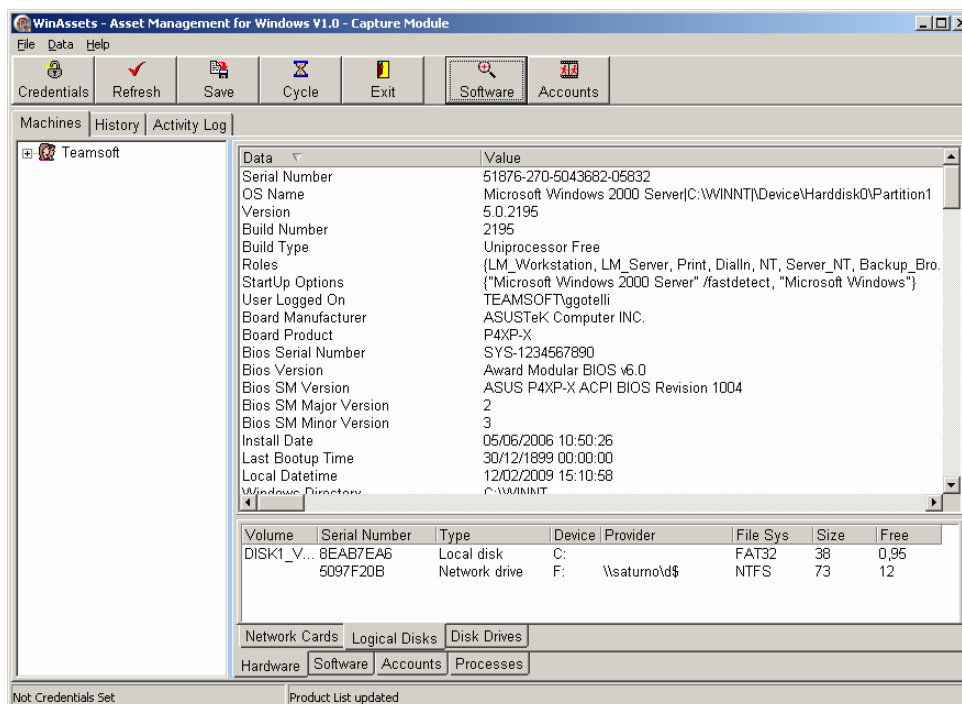 WinAssets - Asset Management for Windows V1.0 - Capture Module
File Data Help
Credentials Refresh Save Cycle Exit Software Accounts
Machines History Activity Log
Teamsoft
Data Value
Serial Number 51876-270-5043682-05832
OS Name Microsoft Windows 2000 Server|C:\WINNT|\Device\Harddisk0\Partition1
Version 5.0.2195
Build Number 2195
Build Type Uniprocessor Free
Roles {LM_Workstation, LM_Server, Print, DialIn, NT, Server_NT, Backup_Bro.
StartUp Options {"Microsoft Windows 2000 Server" /fastdetect, "Microsoft Windows"}
User Logged On TEAMSOFT\ggotelli
Board Manufacturer ASUSTeK Computer INC.
Board Product P4XP-X
Bios Serial Number SYS-1234567890
Bios Version Award Modular BIOS v6.0
Bios SM Version ASUS P4XP-X ACPI BIOS Revision 1004
Bios SM Major Version 2
Bios SM Minor Version 3
Install Date 05/06/2006 10:50:26
Last Bootup Time 30/12/1899 00:00:00
Local Datetime 12/02/2009 15:10:58
Windows Directory C:\WINNT
Volume Serial Number Type Device Provider File Sys Size Free
DISK1_V... 8EAB7EA6 Local disk C: FAT32 38 0,95
5097F20B Network drive F: \\saturno\d$ NTFS 73 12
Network Cards Logical Disks Disk Drives
Hardware Software Accounts Processes
Not Credentials Set Product List updated